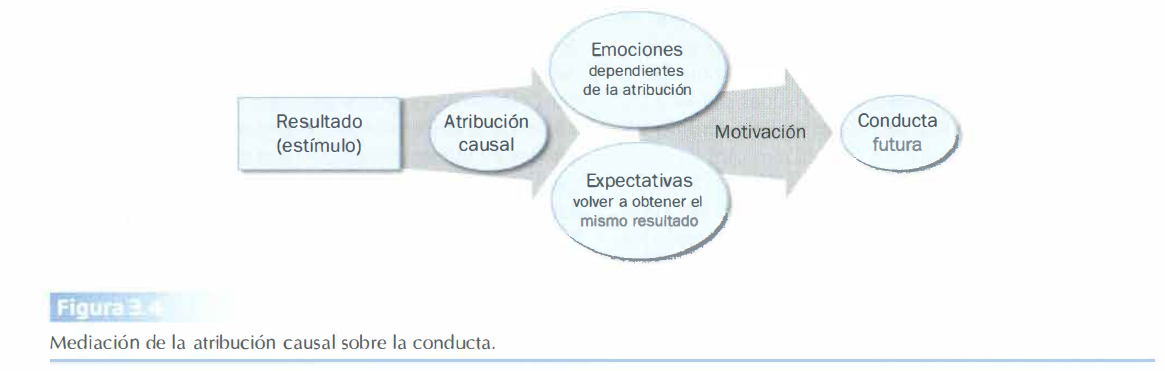 Resultado
(estímulo)
Atribución
causal
Emociones
dependientes
de la atribución
Expectativas
volver a obtener el
mismo resultado
Motivación
Conducta
futura
Figura 3.4
Mediación de la atribución causal sobre la conducta.